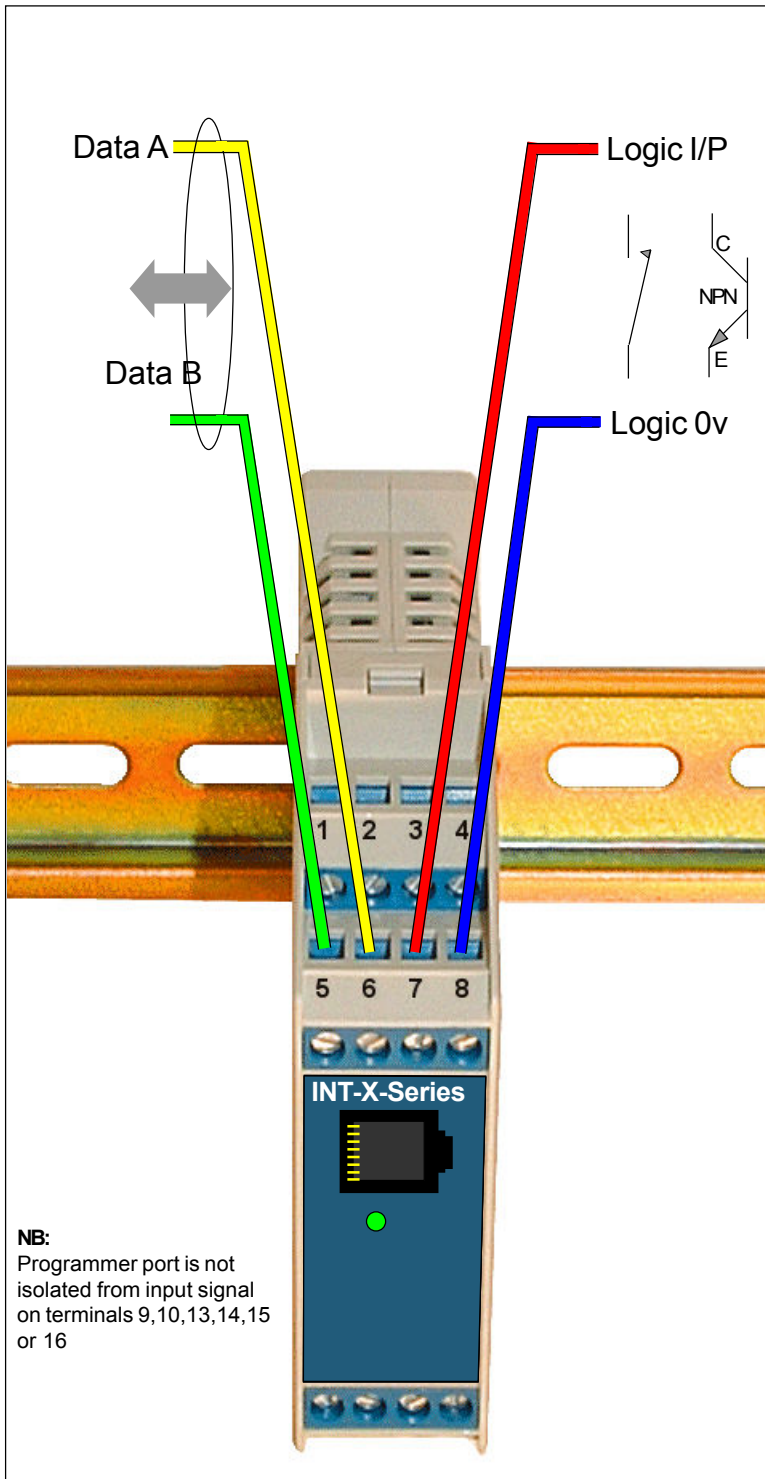 Data A
Logic I/P
C
NPN
E
Data B
Logic 0v
1 2 3 4
5 6 7 8
INT-X-Series
NB:
Programmer port is not
isolated from input signal
on terminals 9,10,13,14,15
or 16